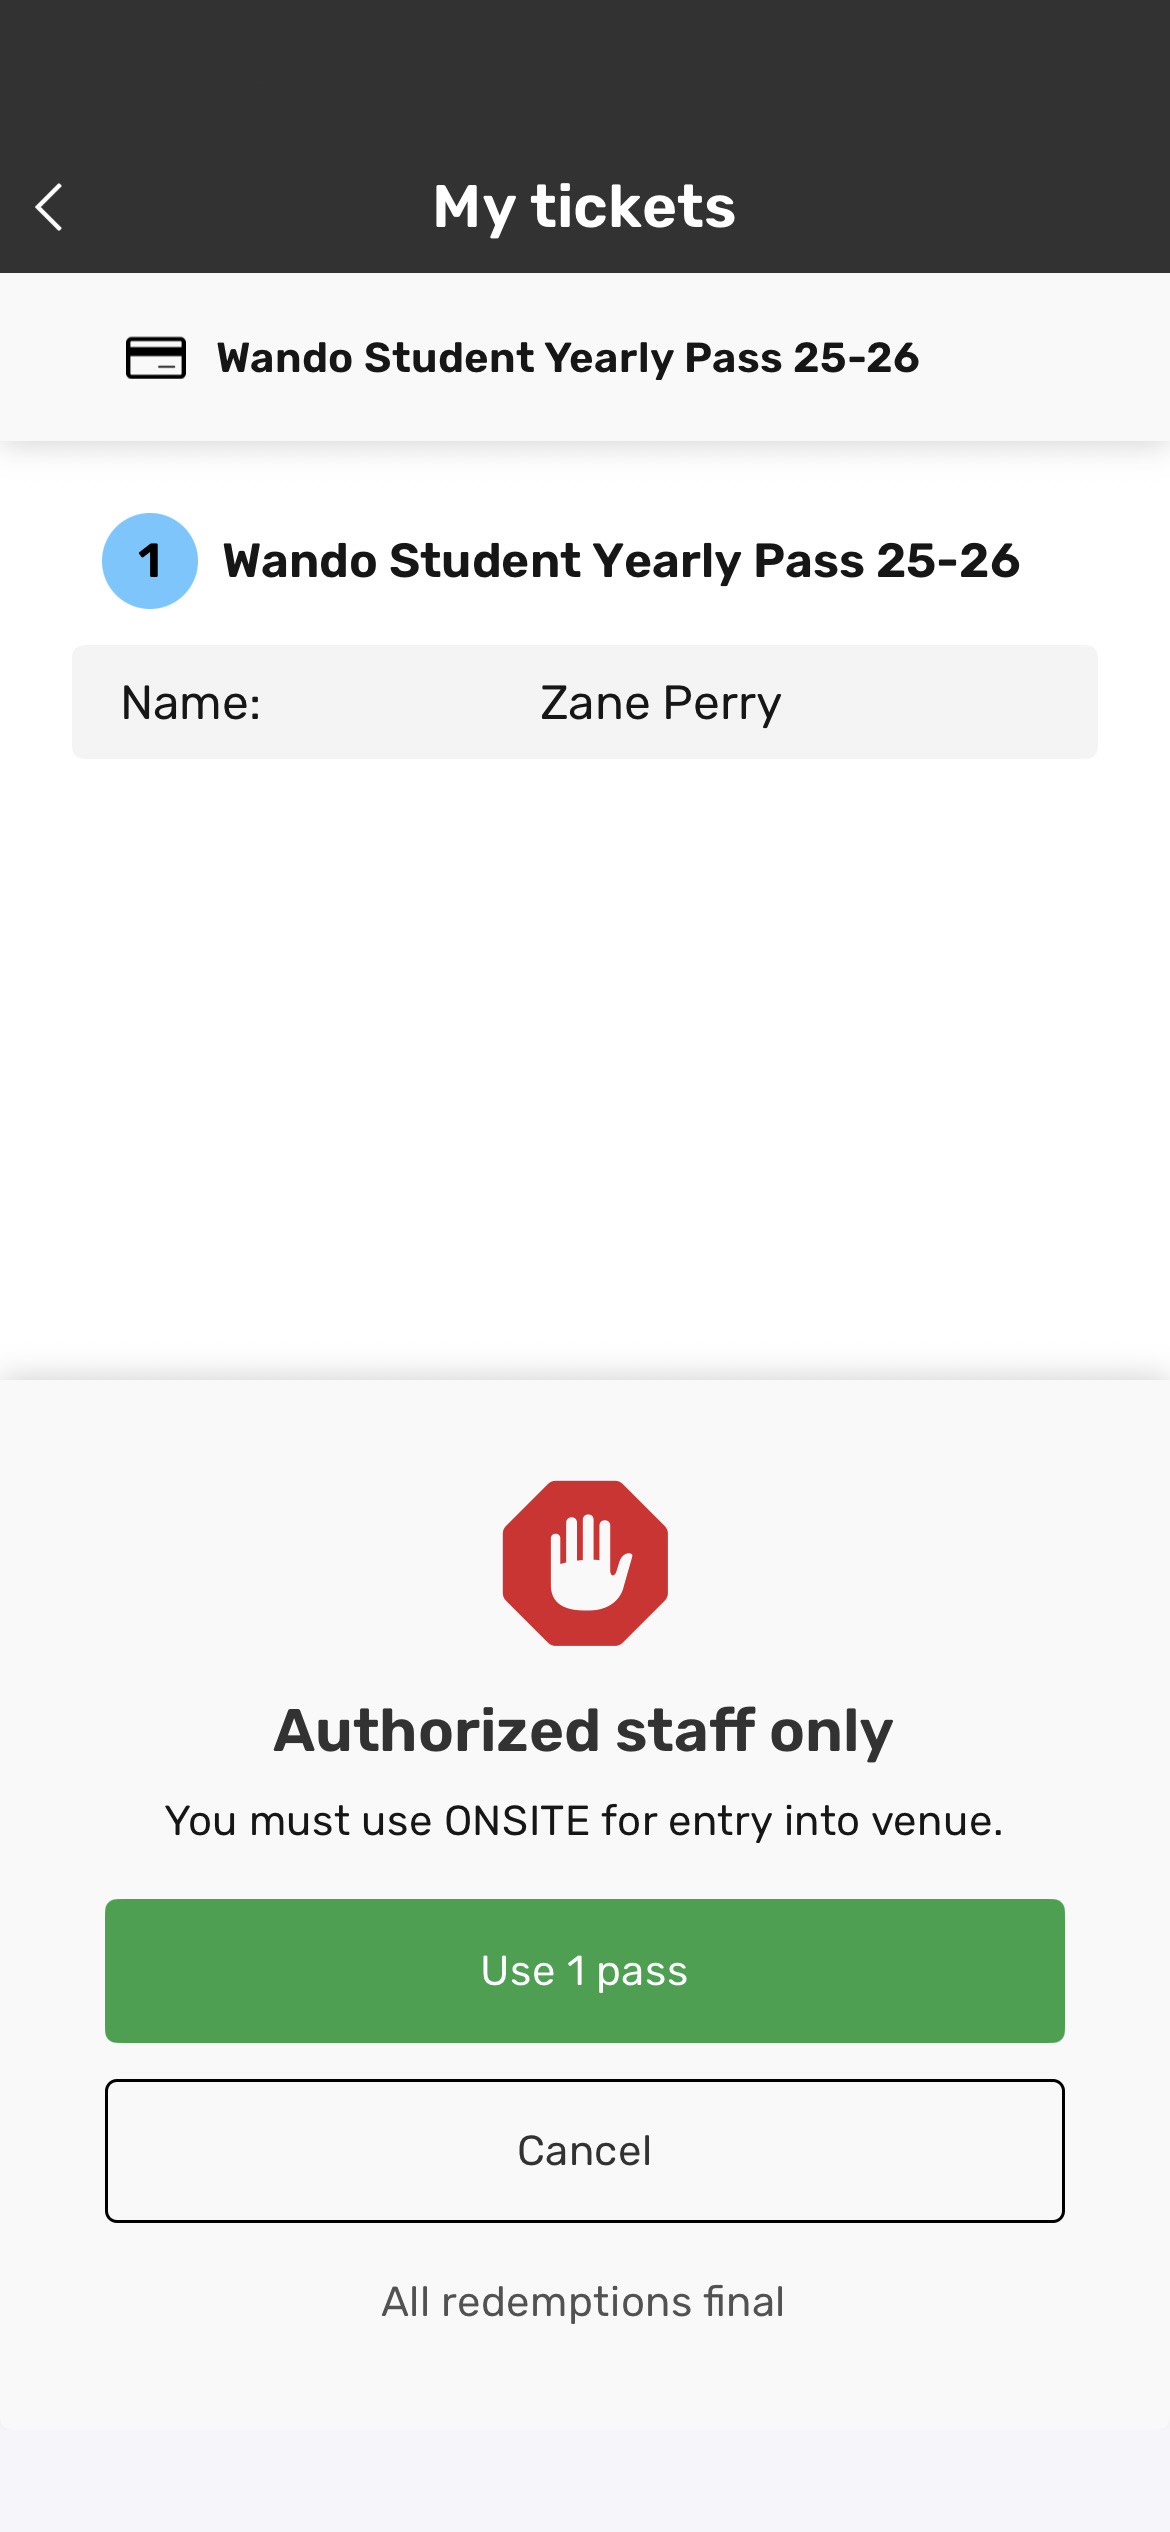 My tickets
Wando Student Yearly Pass 25-26
1 Wando Student Yearly Pass 25-26
Name: Zane Perry
Authorized staff only
You must use ONSITE for entry into venue.
Use 1 pass
Cancel
All redemptions final